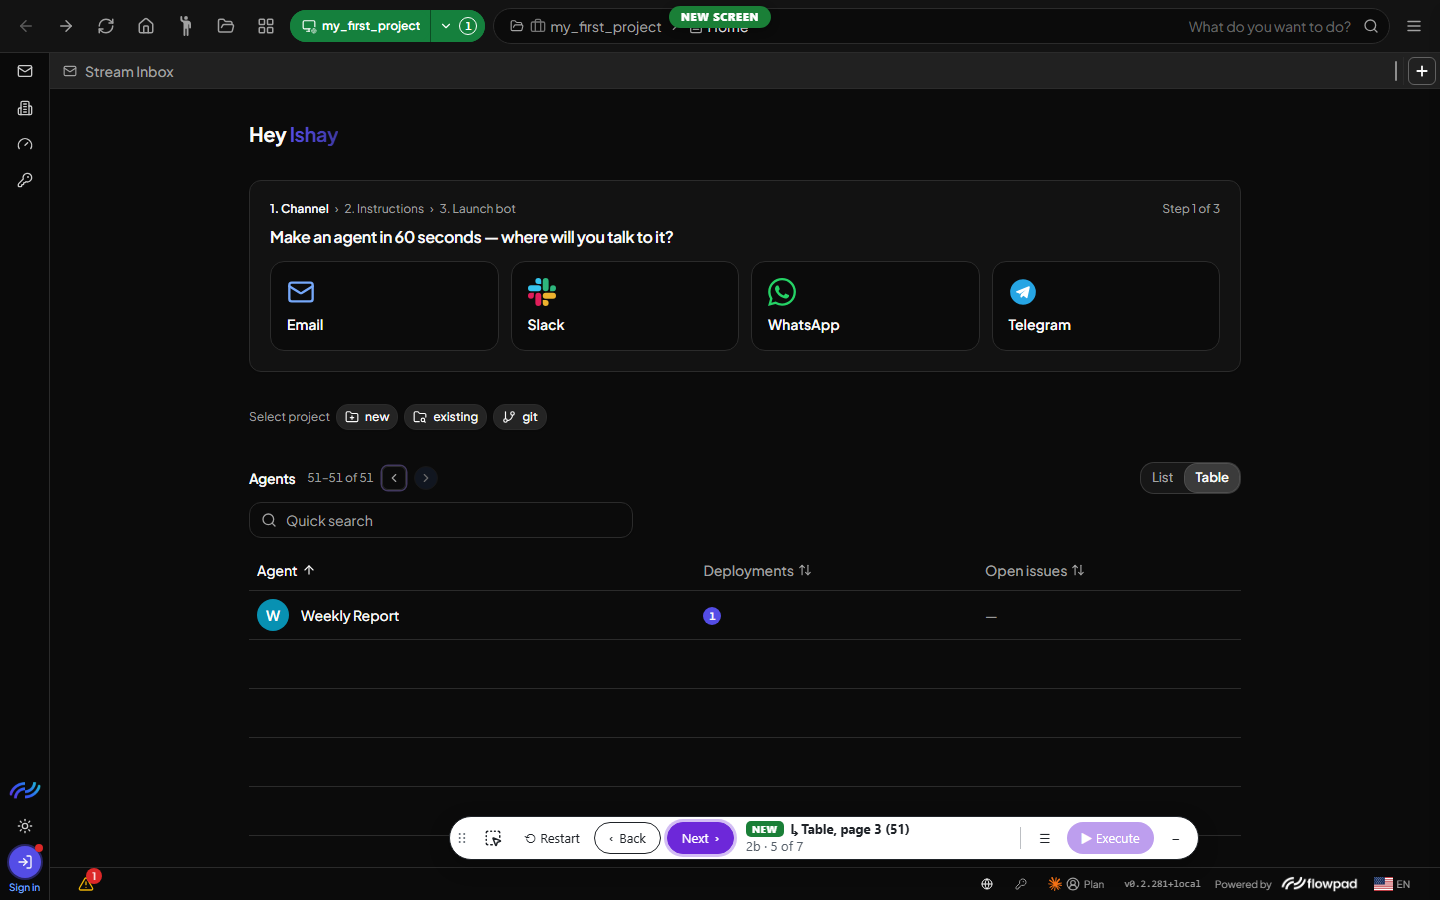 my_first_project
1
my_first_project
NEW SCREEN
Home
What do you want to do?
Stream Inbox
Hey Ishay
1. Channel › 2. Instructions › 3. Launch bot
Step 1 of 3
Make an agent in 60 seconds — where will you talk to it?
Email
Slack
WhatsApp
Telegram
Select project
new
existing
git
Agents
51–51 of 51
List
Table
Quick search
Agent
Deployments
Open issues
W
Weekly Report
1
—
Restart
‹ Back
Next ›
NEW
↳ Table, page 3 (51)
2b · 5 of 7
Execute
Sign in
1
Plan
v0.2.281+local
Powered by
flowpad
EN